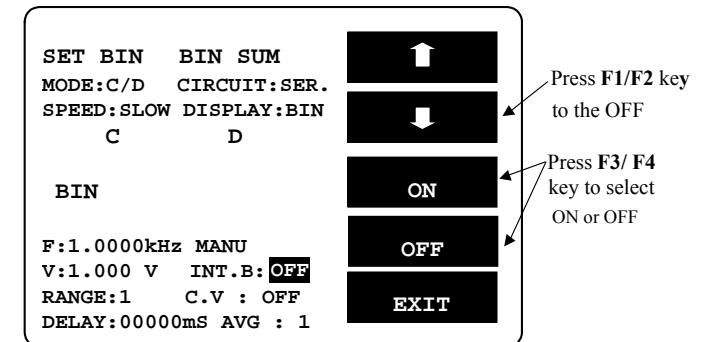 SET BIN BIN SUM
MODE:C/D CIRCUIT:SER.
SPEED:SLOW DISPLAY:BIN
C D
BIN
F:1.0000kHz MANU
V:1.000 V INT.B:OFF
RANGE:1 C.V : OFF
DELAY:00000mS AVG : 1
ON
OFF
EXIT
Press F1/F2 key
to the OFF
Press F3/ F4
key to select
ON or OFF